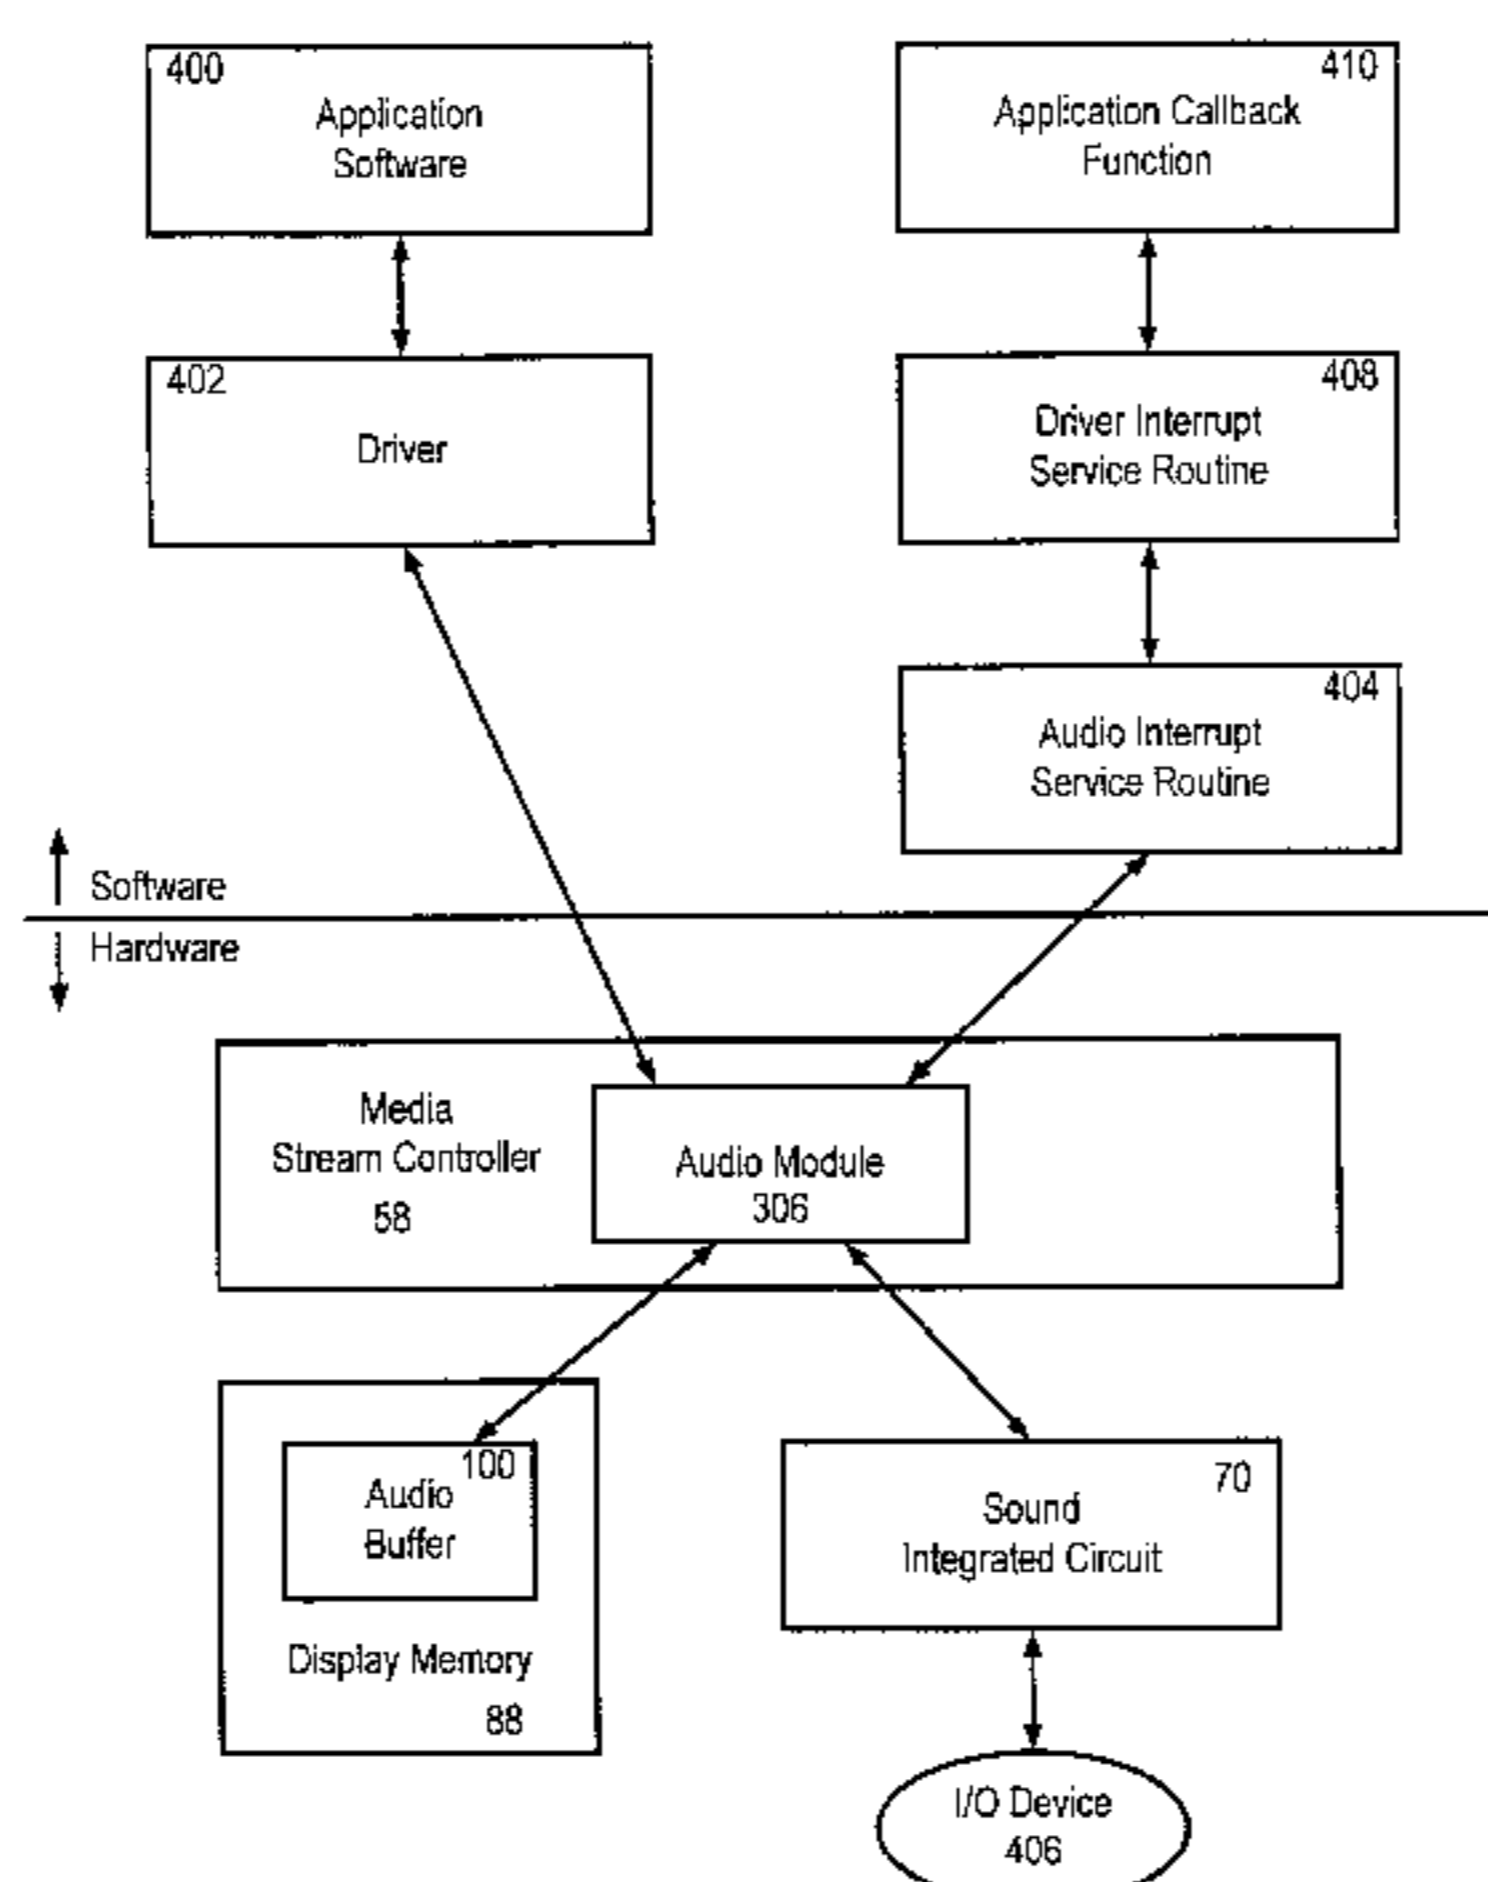 400
Application
Software
410
Application Callback
Function
402
Driver
408
Driver Interrupt
Service Routine
404
Audio Interrupt
Service Routine
Software
Hardware
Media
Stream Controller
58
Audio Module
306
100
Audio
Buffer
Display Memory
88
70
Sound
Integrated Circuit
I/O Device
406